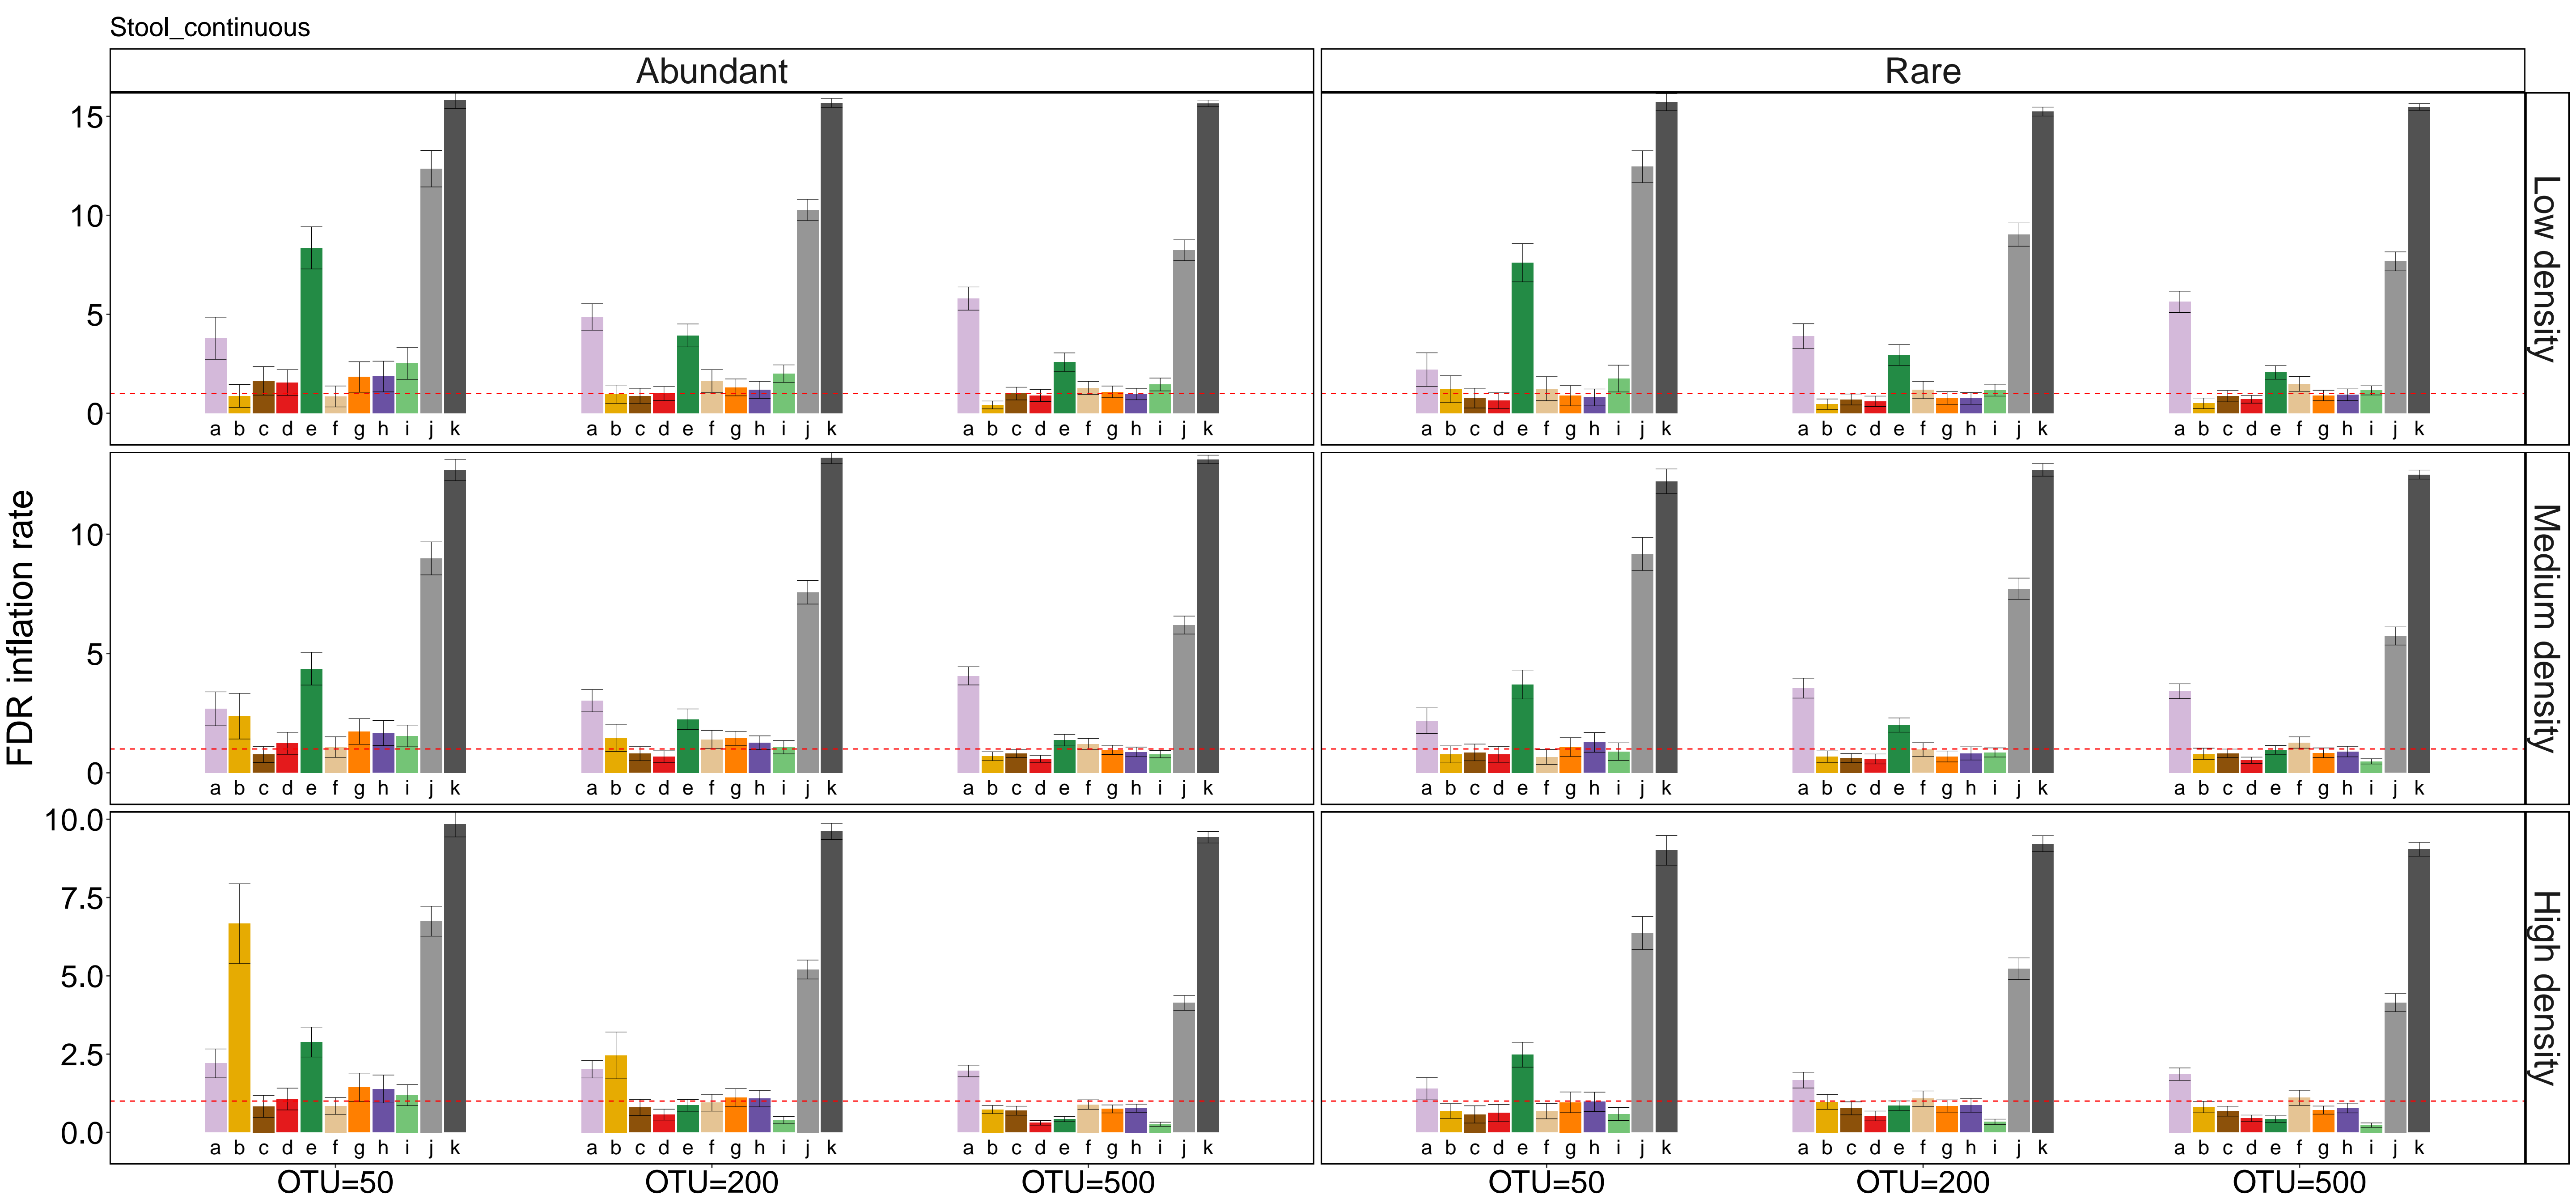 Stool_continuous
Abundant
Rare
15
10
5
0
a b c d e f g h i j k
a b c d e f g h i j k
a b c d e f g h i j k
a b c d e f g h i j k
a b c d e f g h i j k
a b c d e f g h i j k
Low density
FDR inflation rate
10
5
0
a b c d e f g h i j k
a b c d e f g h i j k
a b c d e f g h i j k
a b c d e f g h i j k
a b c d e f g h i j k
a b c d e f g h i j k
Medium density
10.0
7.5
5.0
2.5
0.0
a b c d e f g h i j k
a b c d e f g h i j k
a b c d e f g h i j k
a b c d e f g h i j k
a b c d e f g h i j k
a b c d e f g h i j k
High density
OTU=50
OTU=200
OTU=500
OTU=50
OTU=200
OTU=500